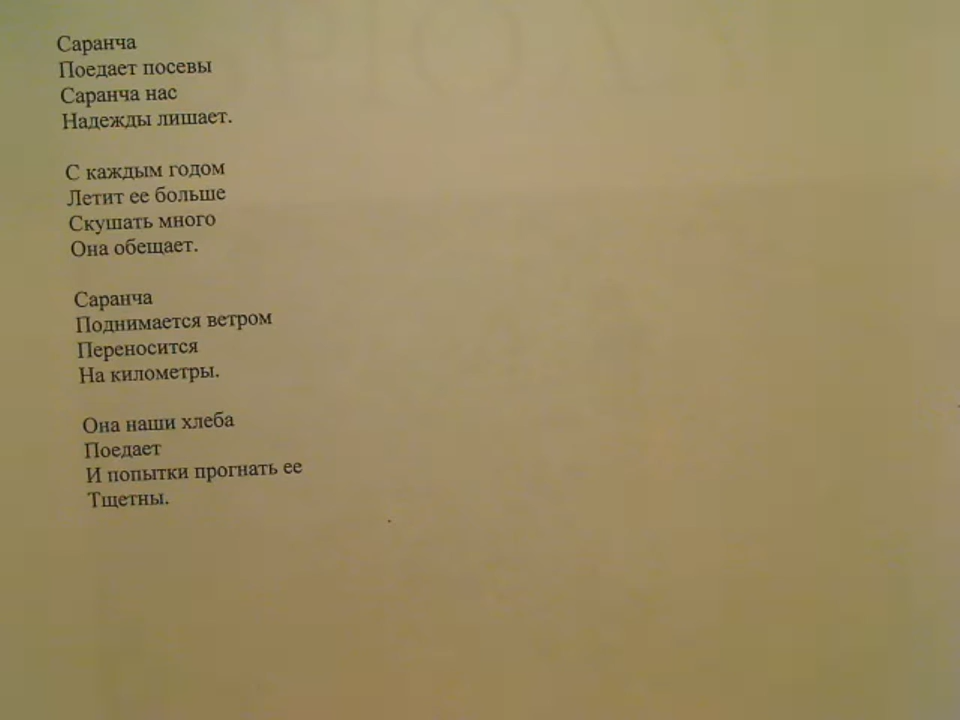 Саранча
Поедает посевы
Саранча нас
Надежды лишает.
С каждым годом
Летит ее больше
Скушать много
Она обещает.
Саранча
Поднимается ветром
Переносится
На километры.
Она наши хлеба
Поедает
И попытки прогнать ее
Тщетны.